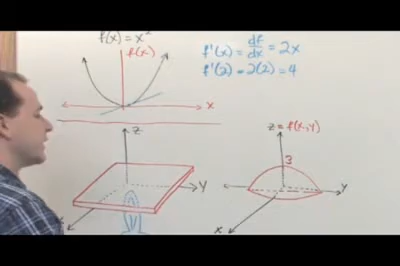 f(x) = x²
f(x)
x
f'(x) = df/dx = 2x
f'(2) = 2(2) = 4
z
y
z = f(x,y)
3
y
x